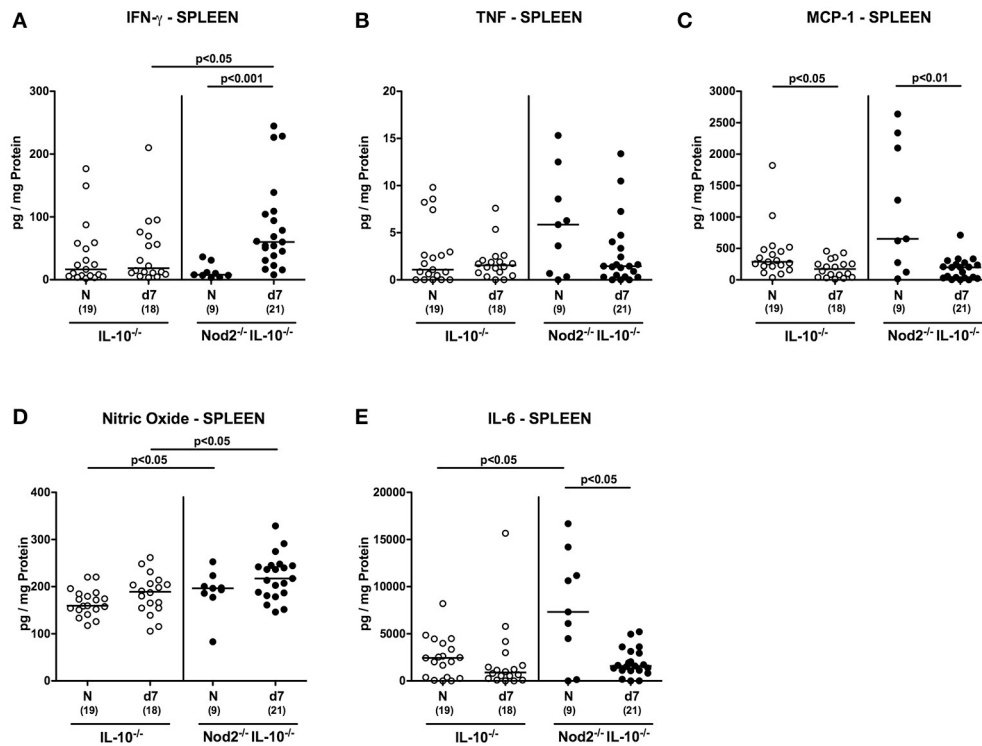 A
IFN-γ - SPLEEN
p<0.05
p<0.001
pg / mg Protein
300
200
100
0
N
d7
N
d7
(19)
(18)
(9)
(21)
IL-10-/-
Nod2-/- IL-10-/-
B
TNF - SPLEEN
pg / mg Protein
20
15
10
5
0
N
d7
N
d7
(19)
(18)
(9)
(21)
IL-10-/-
Nod2-/- IL-10-/-
C
MCP-1 - SPLEEN
p<0.05
p<0.01
pg / mg Protein
3000
2500
2000
1500
1000
500
0
N
d7
N
d7
(19)
(18)
(9)
(21)
IL-10-/-
Nod2-/- IL-10-/-
D
Nitric Oxide - SPLEEN
p<0.05
p<0.05
pg / mg Protein
400
300
200
100
0
N
d7
N
d7
(19)
(18)
(9)
(21)
IL-10-/-
Nod2-/- IL-10-/-
E
IL-6 - SPLEEN
p<0.05
p<0.05
pg / mg Protein
20000
15000
10000
5000
0
N
d7
N
d7
(19)
(18)
(9)
(21)
IL-10-/-
Nod2-/- IL-10-/-